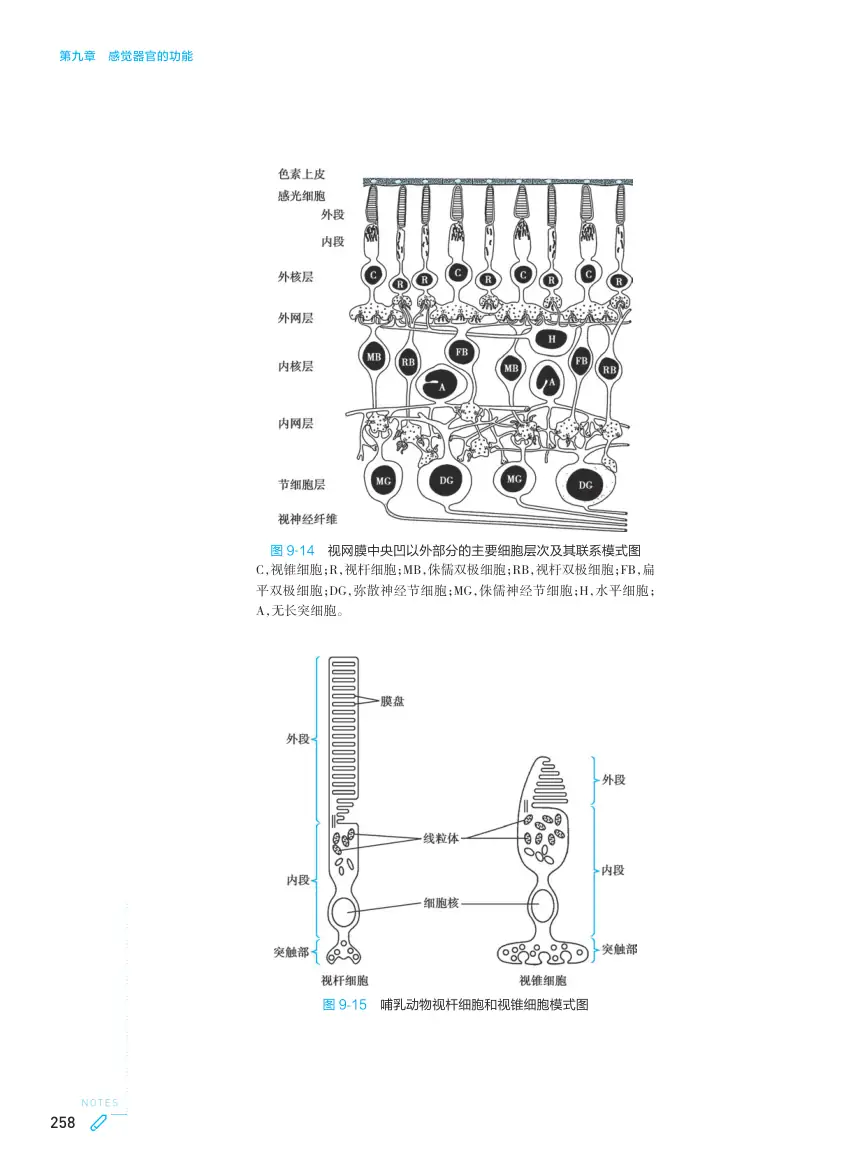 第九章 感觉器官的功能
色素上皮
感光细胞
外段
内段
外核层
外网层
内核层
内网层
节细胞层
视神经纤维
C R R C R C R C R
H
MB RB FB MB FB RB
A A
MG DG MG DG
图 9-14 视网膜中央凹以外部分的主要细胞层次及其联系模式图
C,视锥细胞;R,视杆细胞;MB,侏儒双极细胞;RB,视杆双极细胞;FB,扁
平双极细胞;DG,弥散神经节细胞;MG,侏儒神经节细胞;H,水平细胞;
A,无长突细胞。
膜盘
外段
外段
线粒体
内段
内段
细胞核
突触部
突触部
视杆细胞
视锥细胞
图 9-15 哺乳动物视杆细胞和视锥细胞模式图
NOTES
258